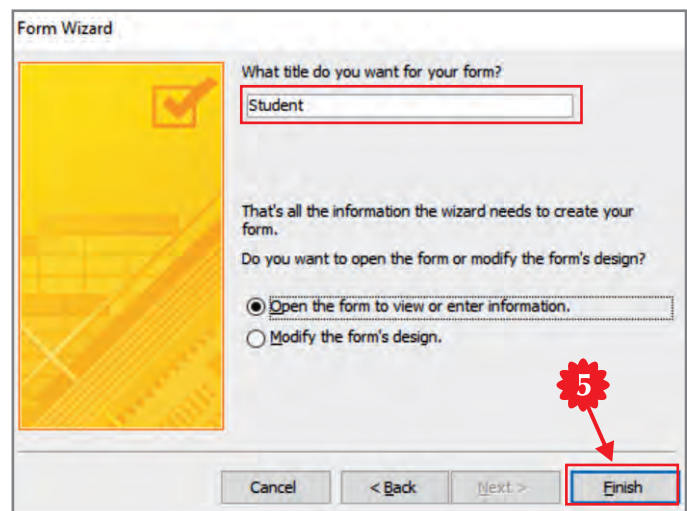 Form Wizard
What title do you want for your form?
Student
That's all the information the wizard needs to create your
form.
Do you want to open the form or modify the form's design?
Open the form to view or enter information.
Modify the form's design.
5
Cancel
< Back
Next >
Finish